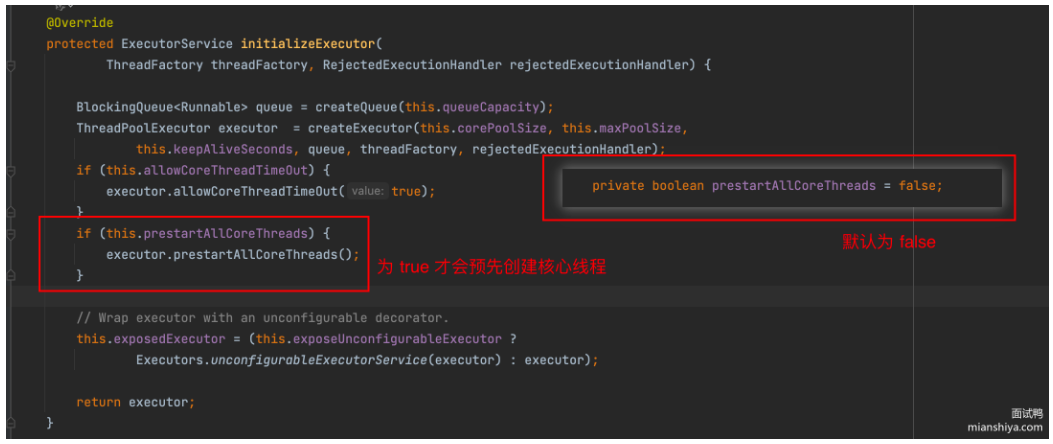 @Override
protected ExecutorService initializeExecutor(
ThreadFactory threadFactory, RejectedExecutionHandler rejectedExecutionHandler) {
BlockingQueue<Runnable> queue = createQueue(this.queueCapacity);
ThreadPoolExecutor executor  = createExecutor(this.corePoolSize, this.maxPoolSize,
this.keepAliveSeconds, queue, threadFactory, rejectedExecutionHandler);
if (this.allowCoreThreadTimeOut) {
executor.allowCoreThreadTimeOut( value: true);
}
private boolean prestartAllCoreThreads = false;
默认为 false
if (this.prestartAllCoreThreads) {
executor.prestartAllCoreThreads();
}
为 true 才会预先创建核心线程
// Wrap executor with an unconfigurable decorator.
this.exposedExecutor = (this.exposeUnconfigurableExecutor ?
Executors.unconfigurableExecutorService(executor) : executor);
return executor;
}
面试鸭
mianshiya.com